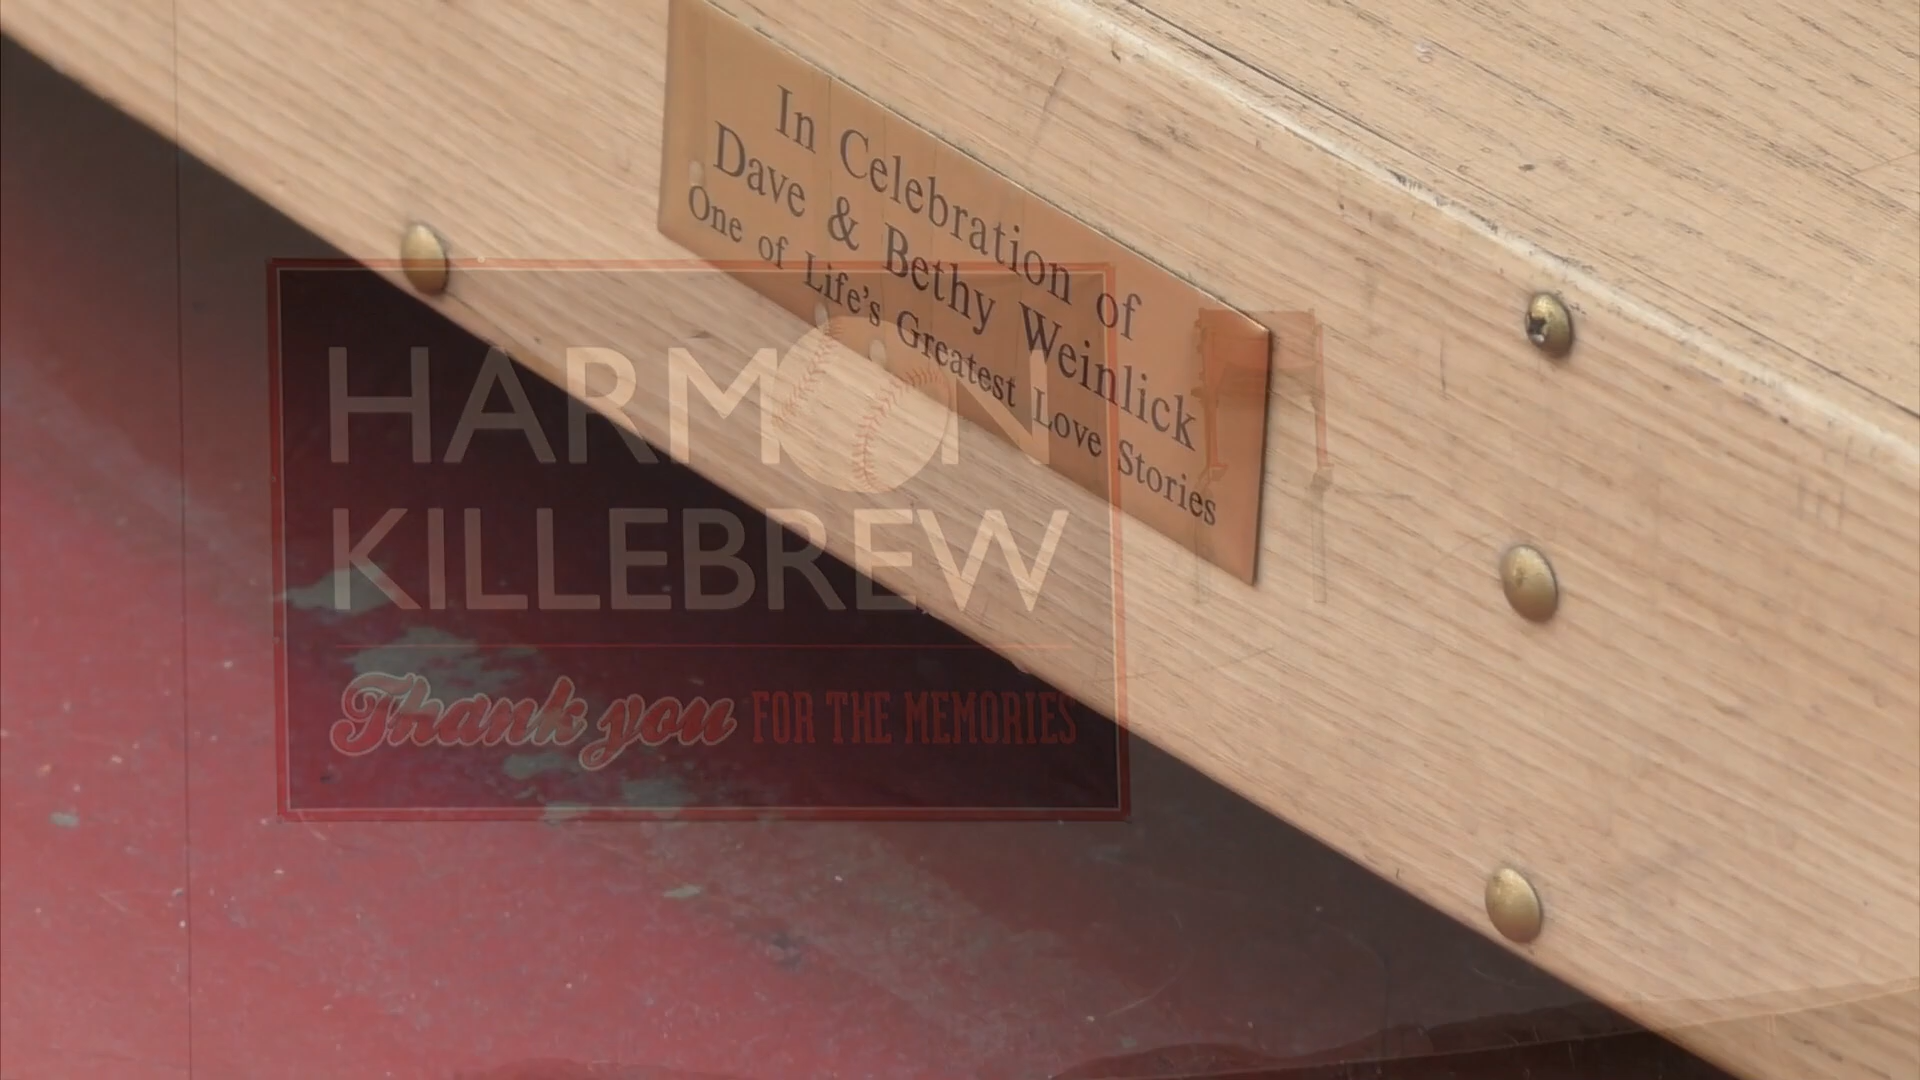 In Celebration of
Dave & Bethy Weinlick
One of Life's Greatest Love Stories
HARMON
KILLEBREW
Thank you FOR THE MEMORIES